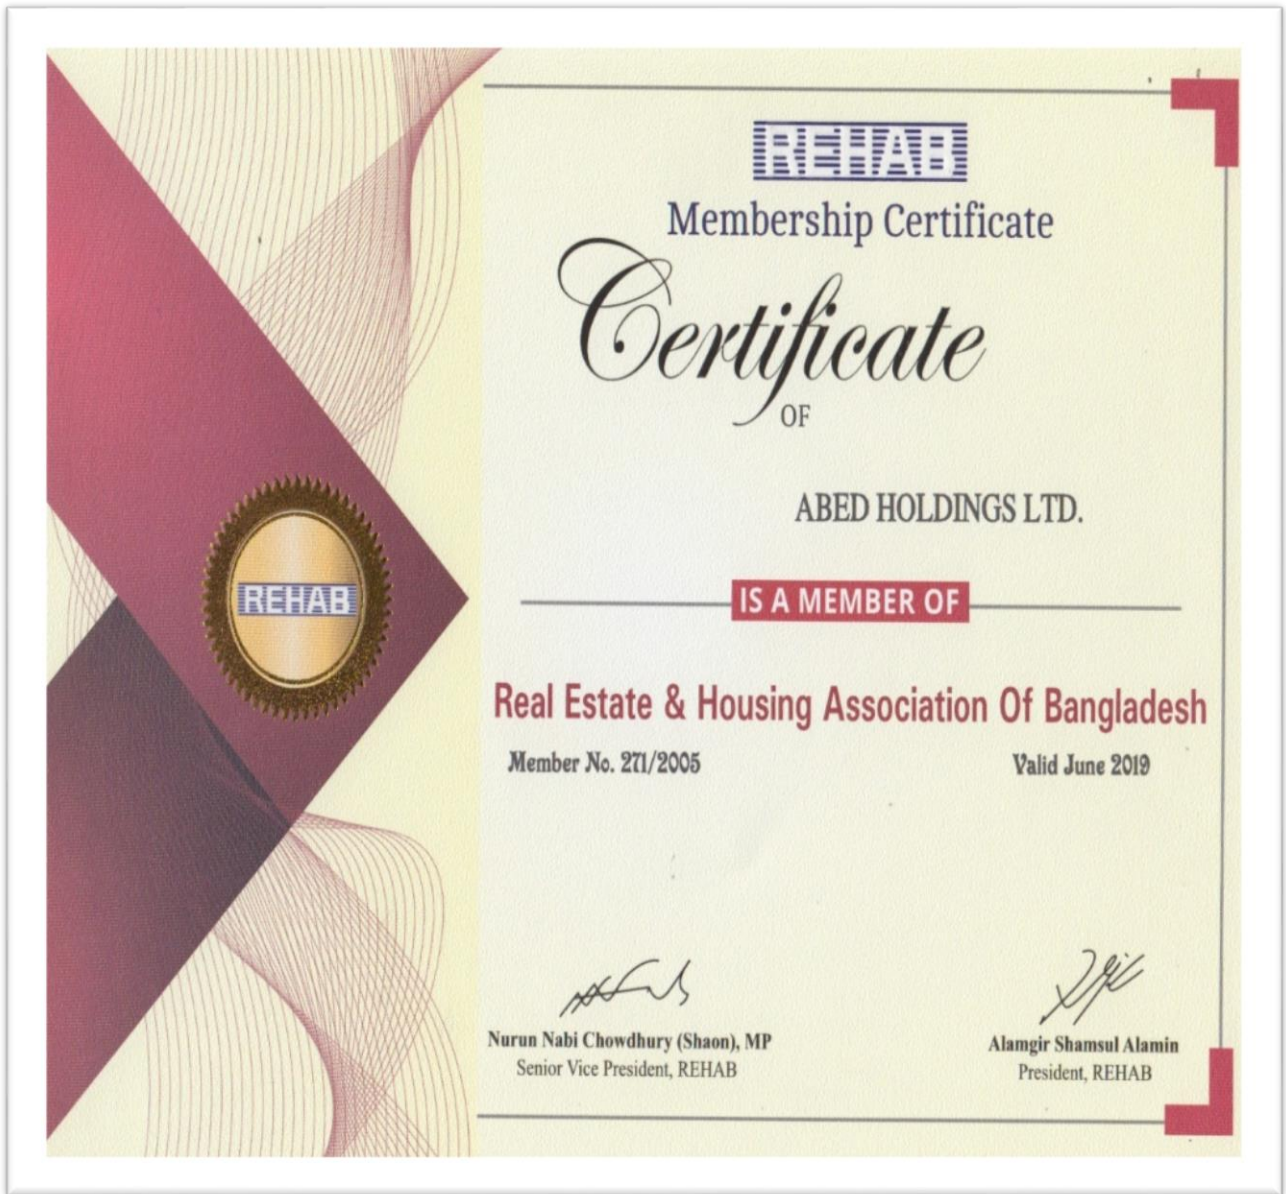 REHAB
Membership Certificate
Certificate
OF
ABED HOLDINGS LTD.
IS A MEMBER OF
REHAB
Real Estate & Housing Association Of Bangladesh
Member No. 271/2005 Valid June 2019
Nurun Nabi Chowdhury (Shaon), MP
Senior Vice President, REHAB
Alamgir Shamsul Alamin
President, REHAB